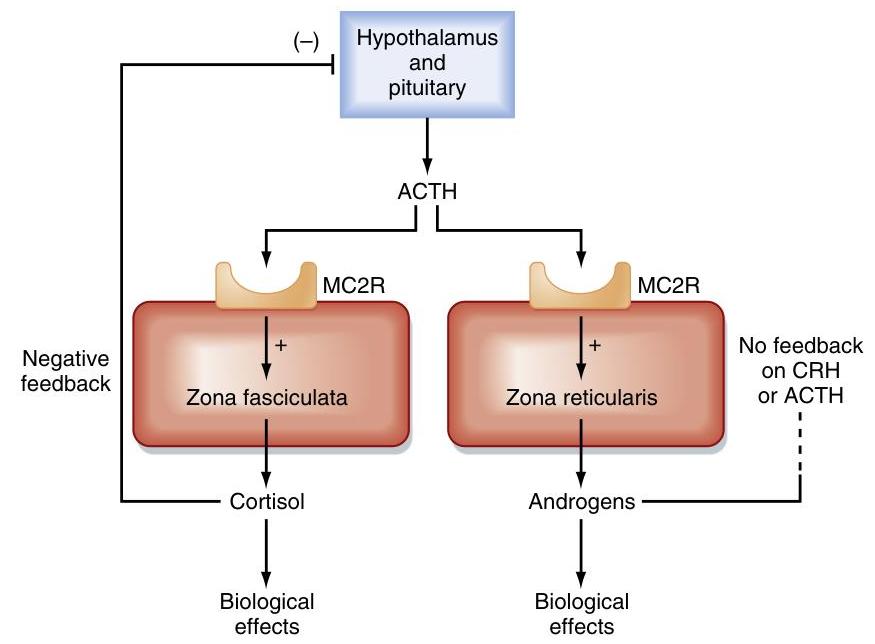 (–)
Hypothalamus
and
pituitary
ACTH
MC2R
MC2R
+
+
Negative
feedback
No feedback
on CRH
or ACTH
Zona fasciculata
Zona reticularis
Cortisol
Androgens
Biological
effects
Biological
effects